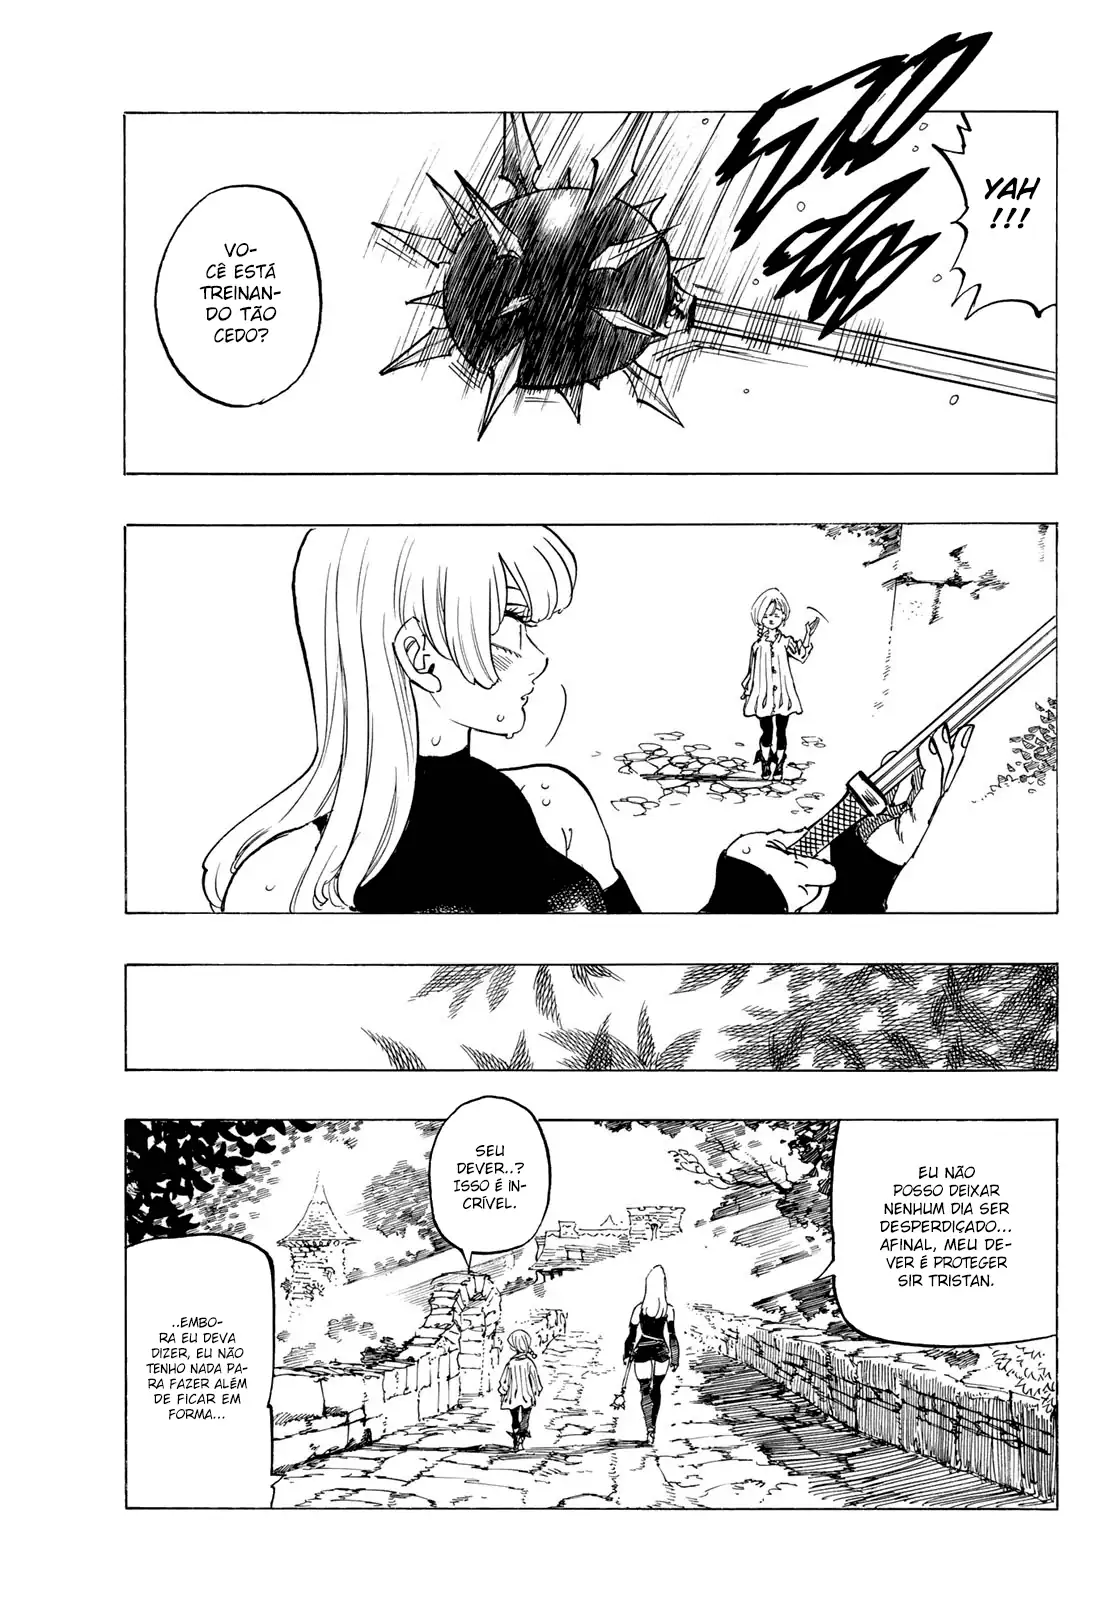 YAH
!!!
VO-
CÊ ESTÁ
TREINAN-
DO TÃO
CEDO?
EU NÃO
POSSO DEIXAR
NENHUM DIA SER
DESPERDIÇADO...
AFINAL, MEU DE-
VER É PROTEGER
SIR TRISTAN.
SEU
DEVER..?
ISSO É IN-
CRÍVEL.
..EMBO-
RA EU DEVA
DIZER, EU NÃO
TENHO NADA PA-
RA FAZER ALÉM
DE FICAR EM
FORMA...